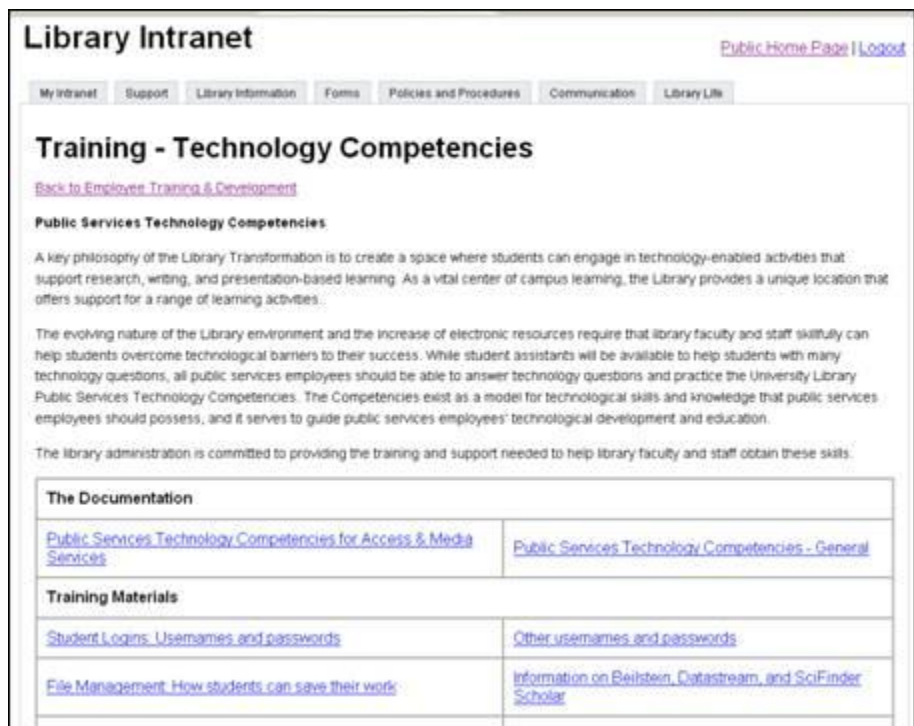 Library Intranet
Public Home Page | Logout
My Intranet Support Library Information Forms Policies and Procedures Communication Library Life
Training - Technology Competencies
Back to Employee Training & Development
Public Services Technology Competencies
A key philosophy of the Library Transformation is to create a space where students can engage in technology-enabled activities that
support research, writing, and presentation-based learning. As a vital center of campus learning, the Library provides a unique location that
offers support for a range of learning activities.
The evolving nature of the Library environment and the increase of electronic resources require that library faculty and staff skillfully can
help students overcome technological barriers to their success. While student assistants will be available to help students with many
technology questions, all public services employees should be able to answer technology questions and practice the University Library
Public Services Technology Competencies. The Competencies exist as a model for technological skills and knowledge that public services
employees should possess, and it serves to guide public services employees' technological development and education.
The library administration is committed to providing the training and support needed to help library faculty and staff obtain these skills.
The Documentation
Public Services Technology Competencies for Access & Media
Services
Public Services Technology Competencies - General
Training Materials
Student Logins: Usernames and passwords
Other usernames and passwords
File Management: How students can save their work
Information on Beilstein, Datastream, and SciFinder
Scholar